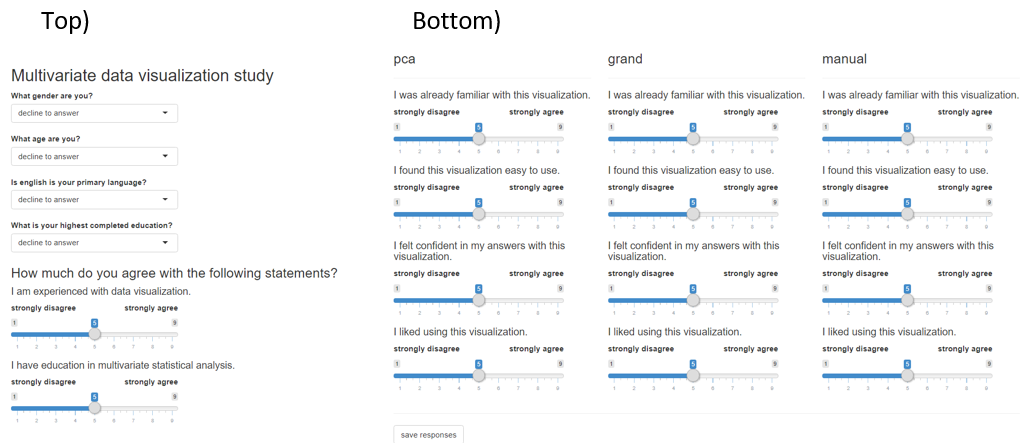 Top)
Multivariate data visualization study
What gender are you?
decline to answer
What age are you?
decline to answer
Is english is your primary language?
decline to answer
What is your highest completed education?
decline to answer
How much do you agree with the following statements?
I am experienced with data visualization.
strongly disagree strongly agree
1 5 9
1 2 3 4 5 6 7 8 9
I have education in multivariate statistical analysis.
strongly disagree strongly agree
1 5 9
1 2 3 4 5 6 7 8 9
Bottom)
pca
I was already familiar with this visualization.
strongly disagree strongly agree
1 5 9
1 2 3 4 5 6 7 8 9
I found this visualization easy to use.
strongly disagree strongly agree
1 5 9
1 2 3 4 5 6 7 8 9
I felt confident in my answers with this
visualization.
strongly disagree strongly agree
1 5 9
1 2 3 4 5 6 7 8 9
I liked using this visualization.
strongly disagree strongly agree
1 5 9
1 2 3 4 5 6 7 8 9
grand
I was already familiar with this visualization.
strongly disagree strongly agree
1 5 9
1 2 3 4 5 6 7 8 9
I found this visualization easy to use.
strongly disagree strongly agree
1 5 9
1 2 3 4 5 6 7 8 9
I felt confident in my answers with this
visualization.
strongly disagree strongly agree
1 5 9
1 2 3 4 5 6 7 8 9
I liked using this visualization.
strongly disagree strongly agree
1 5 9
1 2 3 4 5 6 7 8 9
manual
I was already familiar with this visualization.
strongly disagree strongly agree
1 5 9
1 2 3 4 5 6 7 8 9
I found this visualization easy to use.
strongly disagree strongly agree
1 5 9
1 2 3 4 5 6 7 8 9
I felt confident in my answers with this
visualization.
strongly disagree strongly agree
1 5 9
1 2 3 4 5 6 7 8 9
I liked using this visualization.
strongly disagree strongly agree
1 5 9
1 2 3 4 5 6 7 8 9
save responses